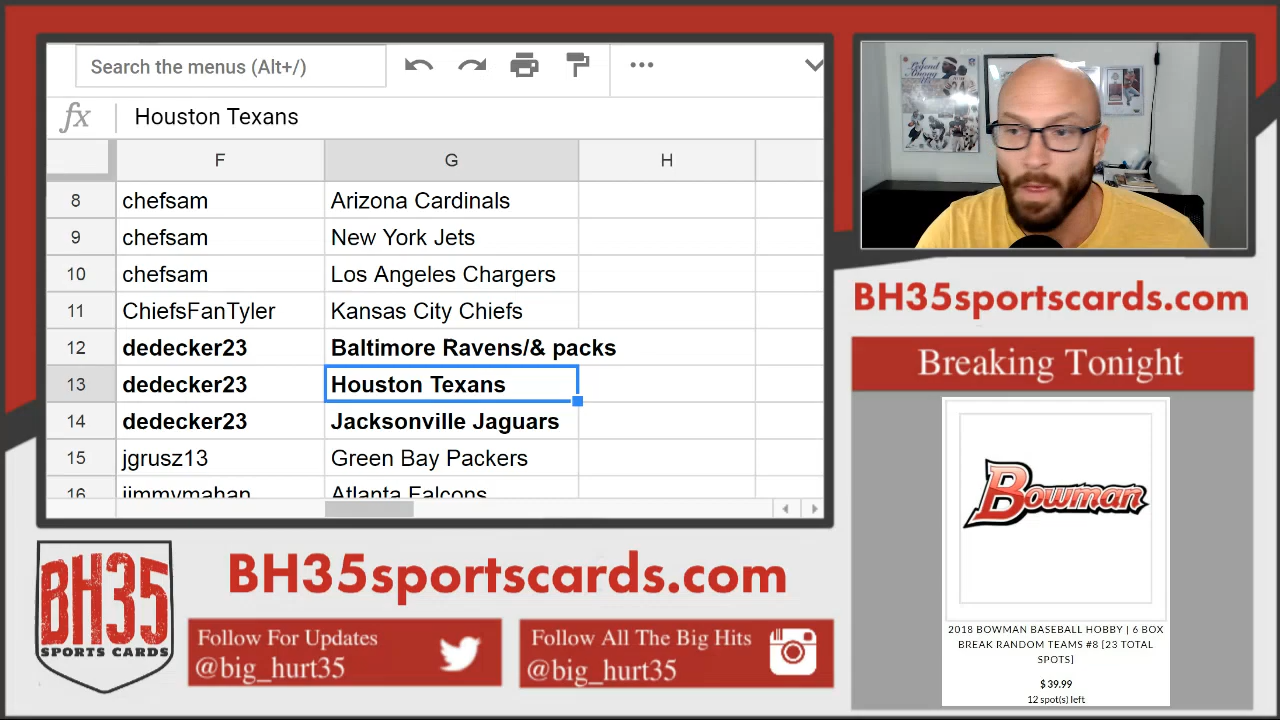 Search the menus (Alt+/)
fx Houston Texans
F G H
8 chefsam Arizona Cardinals
9 chefsam New York Jets
10 chefsam Los Angeles Chargers
11 ChiefsFanTyler Kansas City Chiefs
12 dedecker23 Baltimore Ravens/& packs
13 dedecker23 Houston Texans
14 dedecker23 Jacksonville Jaguars
15 jgrusz13 Green Bay Packers
16 jimmymahan Atlanta Falcons
BH35sportscards.com
Breaking Tonight
Bowman
2018 BOWMAN BASEBALL HOBBY | 6 BOX
BREAK RANDOM TEAMS #8 [23 TOTAL
SPOTS]
$39.99
12 spot(s) left
BH35
SPORTS CARDS
BH35sportscards.com
Follow For Updates
@big_hurt35
Follow All The Big Hits
@big_hurt35